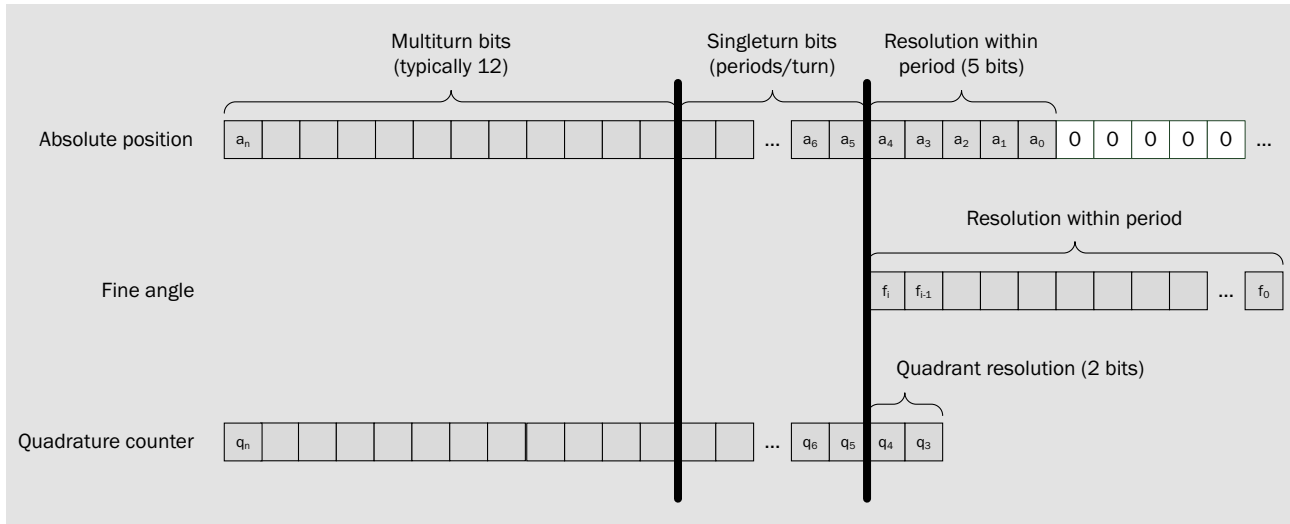 Multiturn bits
(typically 12)
Singleturn bits
(periods/turn)
Resolution within
period (5 bits)
Absolute position
aₙ ... a₆ a₅ a₄ a₃ a₂ a₁ a₀ 0 0 0 0 0 ...
Resolution within period
Fine angle
fᵢ fᵢ₋₁ ... f₀
Quadrant resolution (2 bits)
Quadrature counter
qₙ ... q₆ q₅ q₄ q₃